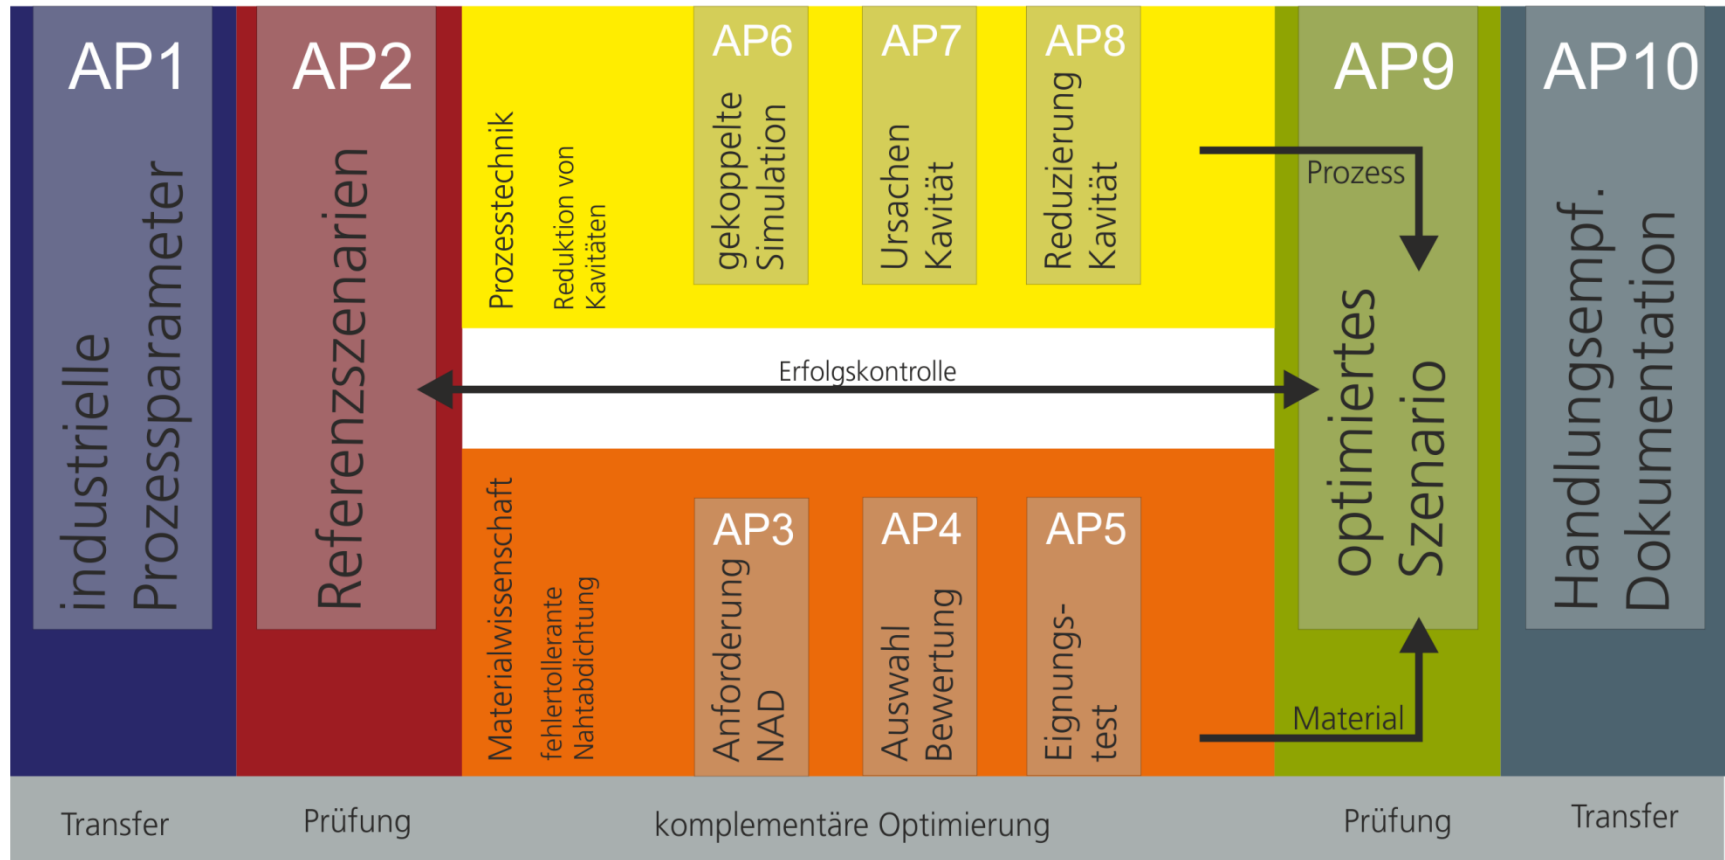 AP1
industrielle
Prozessparameter
AP2
Referenzszenarien
Prozesstechnik
Reduktion von
Kavitäten
AP6
gekoppelte
Simulation
AP7
Ursachen
Kavität
AP8
Reduzierung
Kavität
Erfolgskontrolle
Materialwissenschaft
fehlertollerante
Nahtabdichtung
AP3
Anforderung
NAD
AP4
Auswahl
Bewertung
AP5
Eignungs-
test
AP9
Prozess
optimiertes
Szenario
Material
AP10
Handlungsempf.
Dokumentation
Transfer
Prüfung
komplementäre Optimierung
Prüfung
Transfer